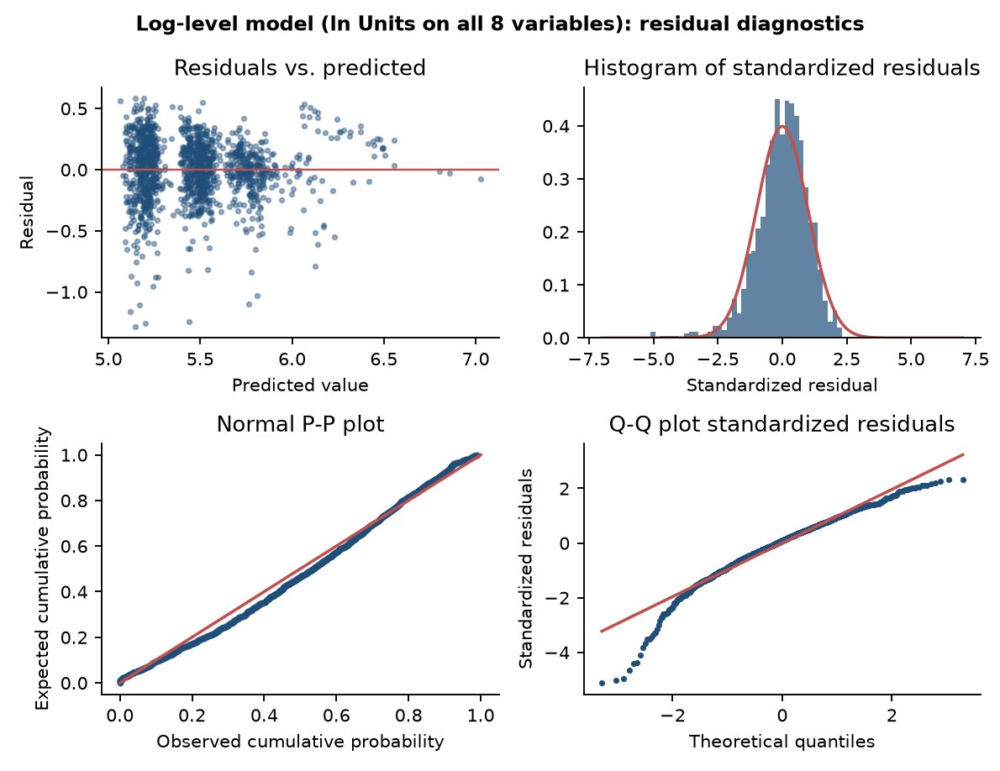 Log-level model (ln Units on all 8 variables): residual diagnostics
Residuals vs. predicted
Residual
0.5
0.0
−0.5
−1.0
5.0 5.5 6.0 6.5 7.0
Predicted value
Histogram of standardized residuals
0.4
0.3
0.2
0.1
0.0
−7.5 −5.0 −2.5 0.0 2.5 5.0 7.5
Standardized residual
Normal P-P plot
Expected cumulative probability
1.0
0.8
0.6
0.4
0.2
0.0
0.0 0.2 0.4 0.6 0.8 1.0
Observed cumulative probability
Q-Q plot standardized residuals
Standardized residuals
2
0
−2
−4
−2 0 2
Theoretical quantiles